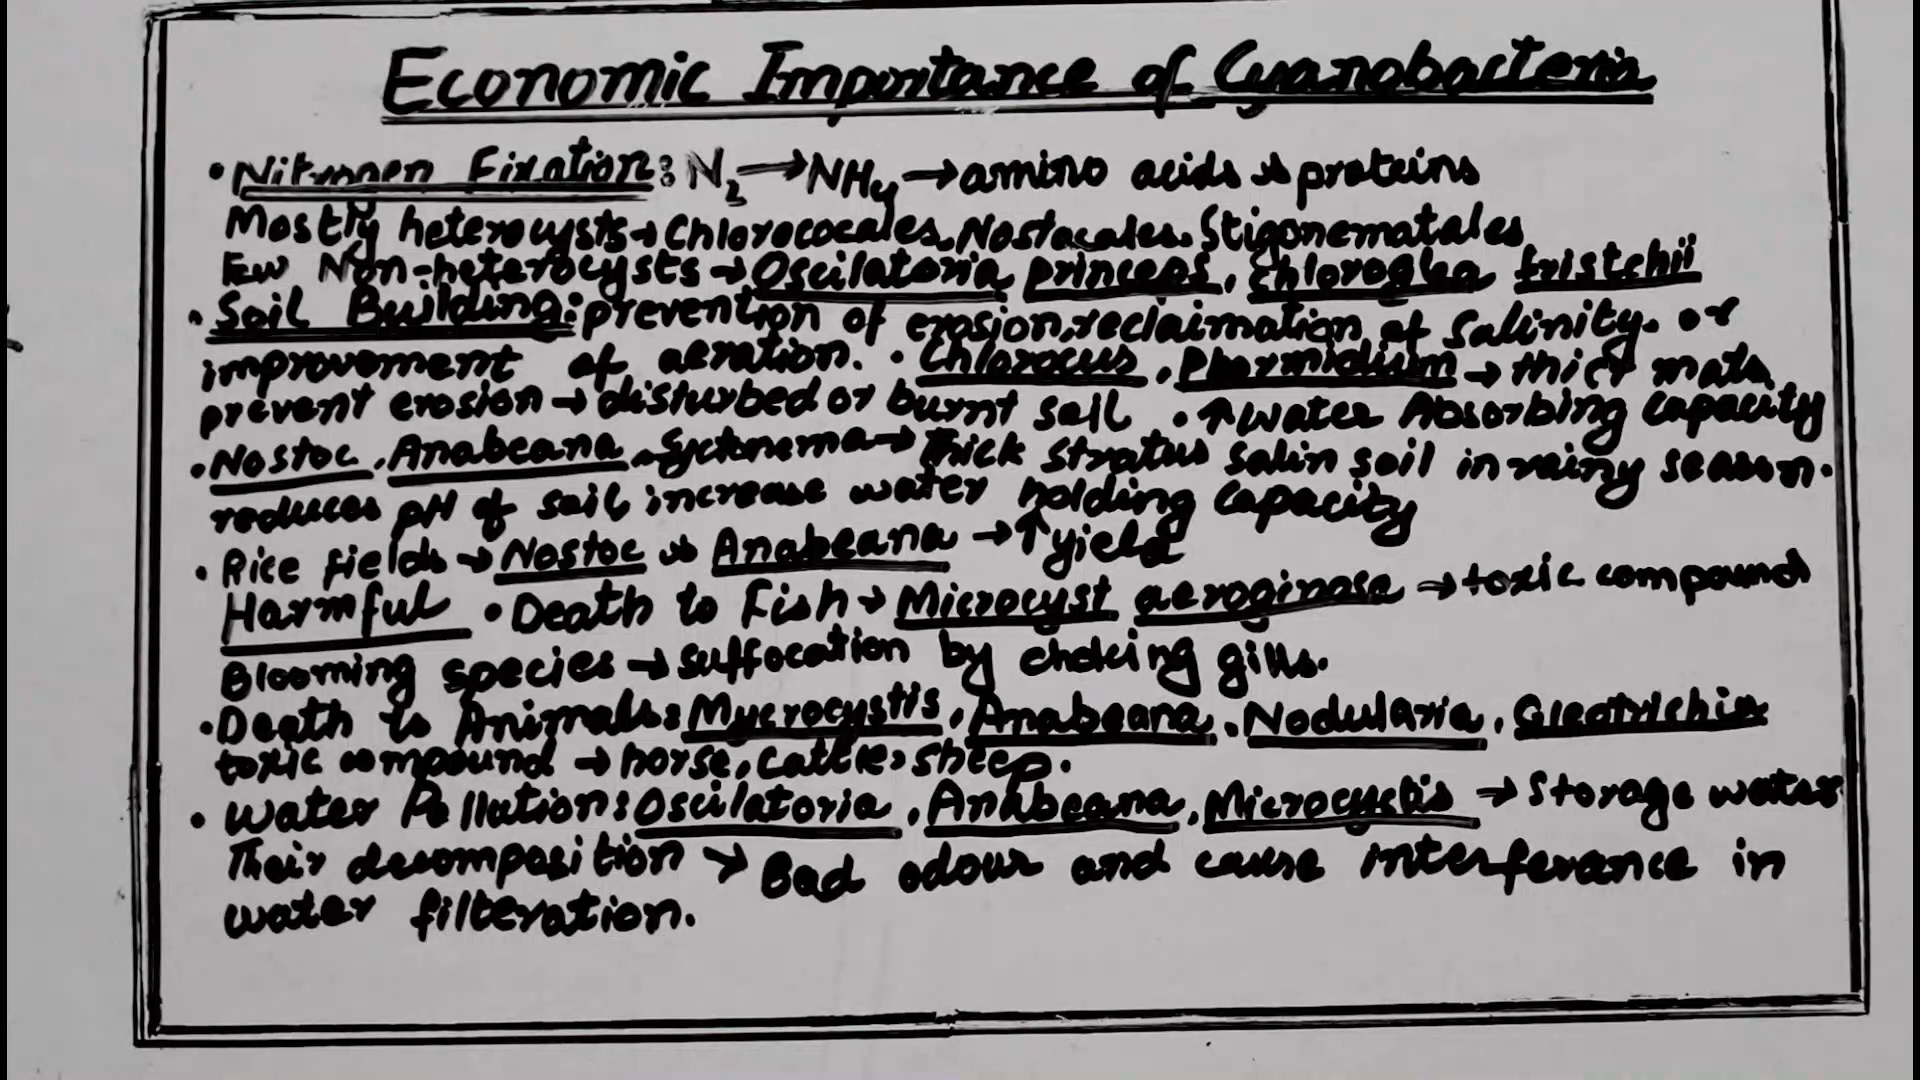 Economic Importance of Cyanobacteria
• Nitrogen Fixation: N₂ → NH₄ → amino acids → proteins
Mostly heterocysts → Chlorococales, Nostacales, Stigonematales
Few Non-heterocysts → Oscilatoria princeps, Chloroglea fristchii
• Soil Building: prevention of erosion, reclaimation of Salinity. or
improvement of aeration. • Chlorocus, Phormidium → thick mats
prevent erosion → disturbed or burnt soil • ↑ water Absorbing capacity
• Nostoc, Anabeana, Syctonema → thick Stratus Salin soil in rainy season.
reduces pH of soil increase water holding capacity
• Rice fields → Nostoc Anabeana → ↑ yield
Harmful • Death to Fish → Microcyst aeroginosa → toxic compound
Blooming species → suffocation by choking gills.
• Death to Animals: Mycrocystis, Anabeana, Nodularia, Gleotrichia
toxic compound → horse, cattle, sheep.
• Water Pollution: Oscilatoria, Anabeana, Microcystis → Storage water
Their decomposition → Bad odour and cause interferance in
water filteration.